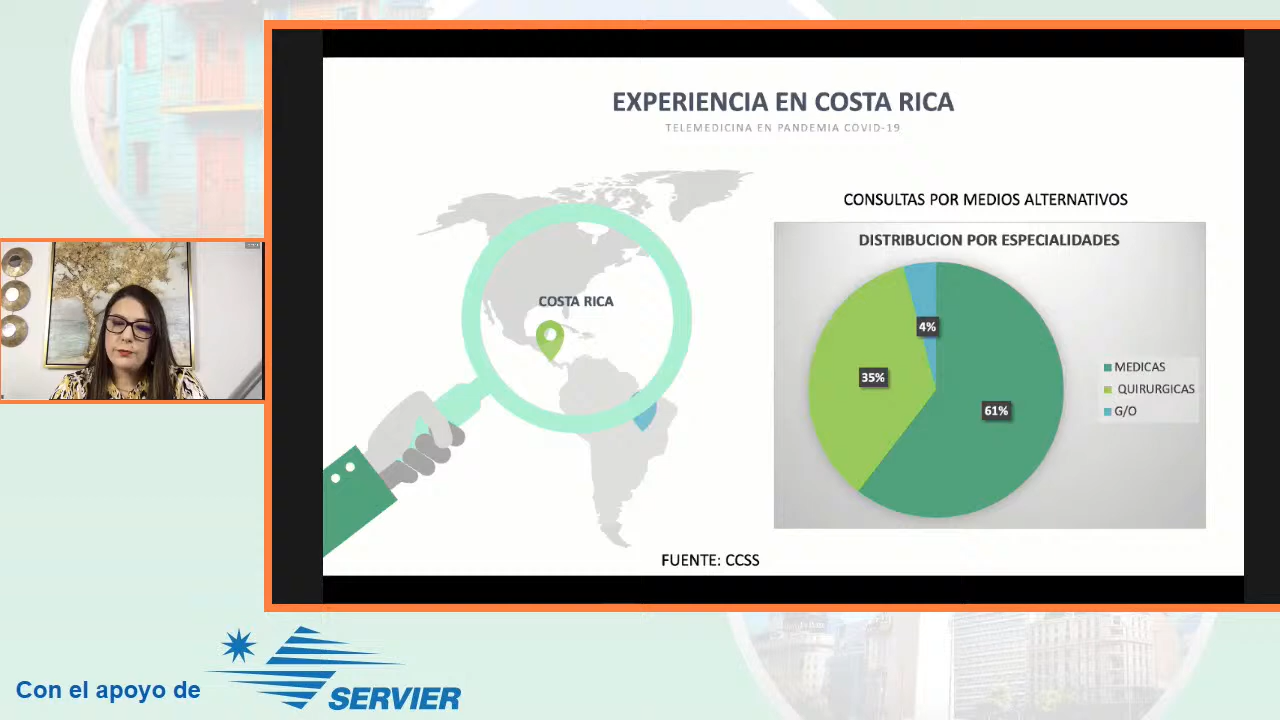 EXPERIENCIA EN COSTA RICA
TELEMEDICINA EN PANDEMIA COVID-19
CONSULTAS POR MEDIOS ALTERNATIVOS
DISTRIBUCION POR ESPECIALIDADES
COSTA RICA
4%
35%
61%
MEDICAS
QUIRURGICAS
G/O
FUENTE: CCSS
Con el apoyo de
SERVIER